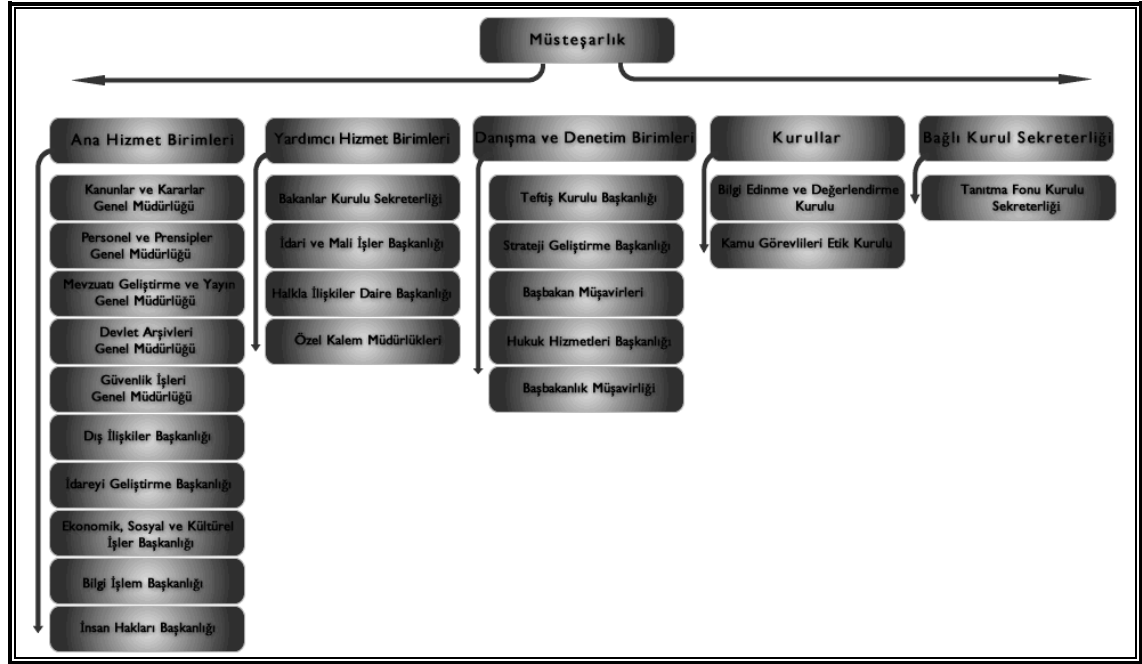 Müsteşarlık
Ana Hizmet Birimleri
Kanunlar ve Kararlar
Genel Müdürlüğü
Personel ve Prensipler
Genel Müdürlüğü
Mevzuatı Geliştirme ve Yayın
Genel Müdürlüğü
Devlet Arşivleri
Genel Müdürlüğü
Güvenlik İşleri
Genel Müdürlüğü
Dış İlişkiler Başkanlığı
İdareyi Geliştirme Başkanlığı
Ekonomik, Sosyal ve Kültürel
İşler Başkanlığı
Bilgi İşlem Başkanlığı
İnsan Hakları Başkanlığı
Yardımcı Hizmet Birimleri
Bakanlar Kurulu Sekreterliği
İdari ve Mali İşler Başkanlığı
Halkla İlişkiler Daire Başkanlığı
Özel Kalem Müdürlükleri
Danışma ve Denetim Birimleri
Teftiş Kurulu Başkanlığı
Strateji Geliştirme Başkanlığı
Başbakan Müşavirleri
Hukuk Hizmetleri Başkanlığı
Başbakanlık Müşavirliği
Kurullar
Bilgi Edinme ve Değerlendirme
Kurulu
Kamu Görevlileri Etik Kurulu
Bağlı Kurul Sekreterliği
Tanıtma Fonu Kurulu
Sekreterliği